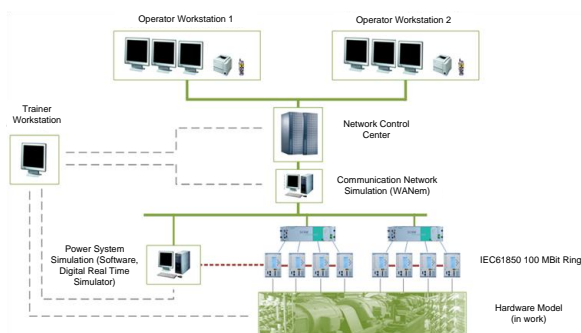 Operator Workstation 1
Operator Workstation 2
Trainer
Workstation
Network Control
Center
Communication Network
Simulation (WANem)
Power System
Simulation (Software,
Digital Real Time
Simulator)
IEC61850 100 MBit Ring
Hardware Model
(in work)